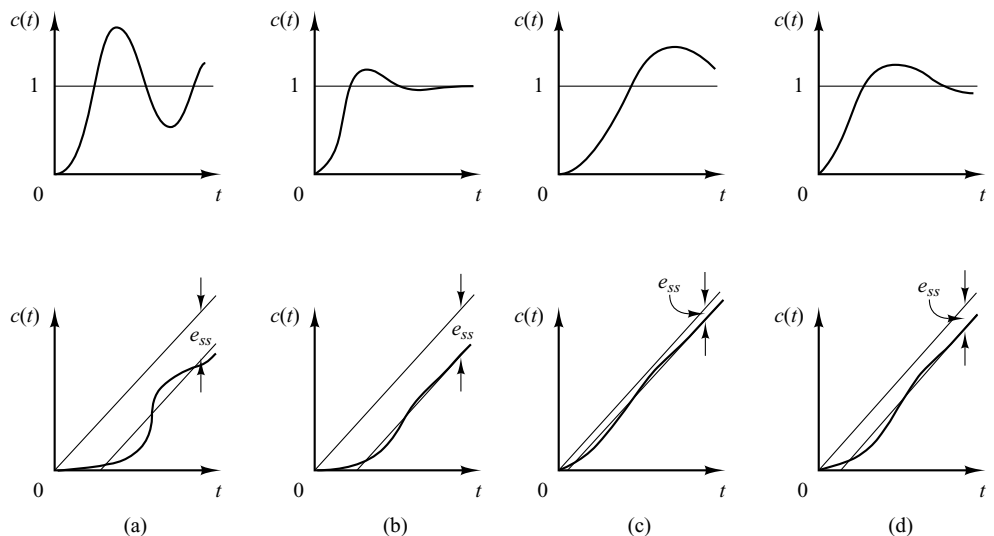 c(t) c(t) c(t) c(t)
1 1 1 1
0 t 0 t 0 t 0 t
e_ss e_ss
c(t) c(t) c(t) c(t)
e_ss e_ss
0 t 0 t 0 t 0 t
(a) (b) (c) (d)